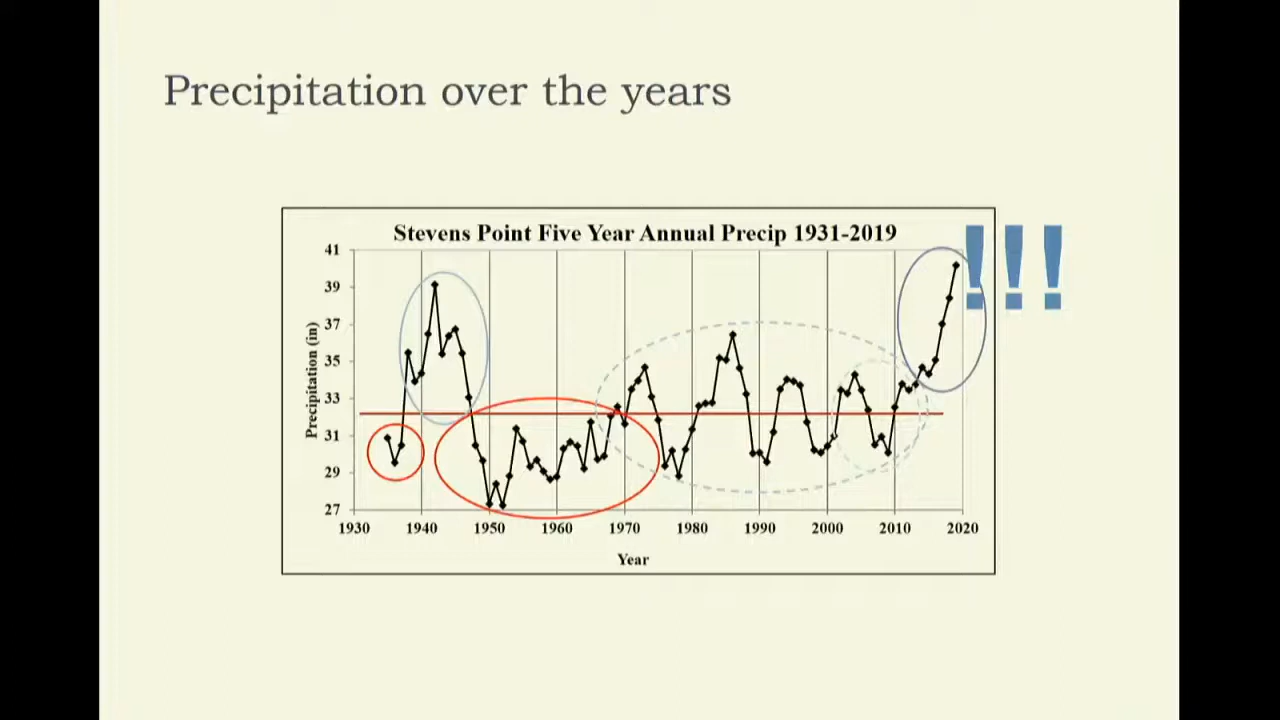 Precipitation over the years
Stevens Point Five Year Annual Precip 1931-2019
!!!
41
39
37
35
33
31
29
27
Precipitation (in)
1930 1940 1950 1960 1970 1980 1990 2000 2010 2020
Year